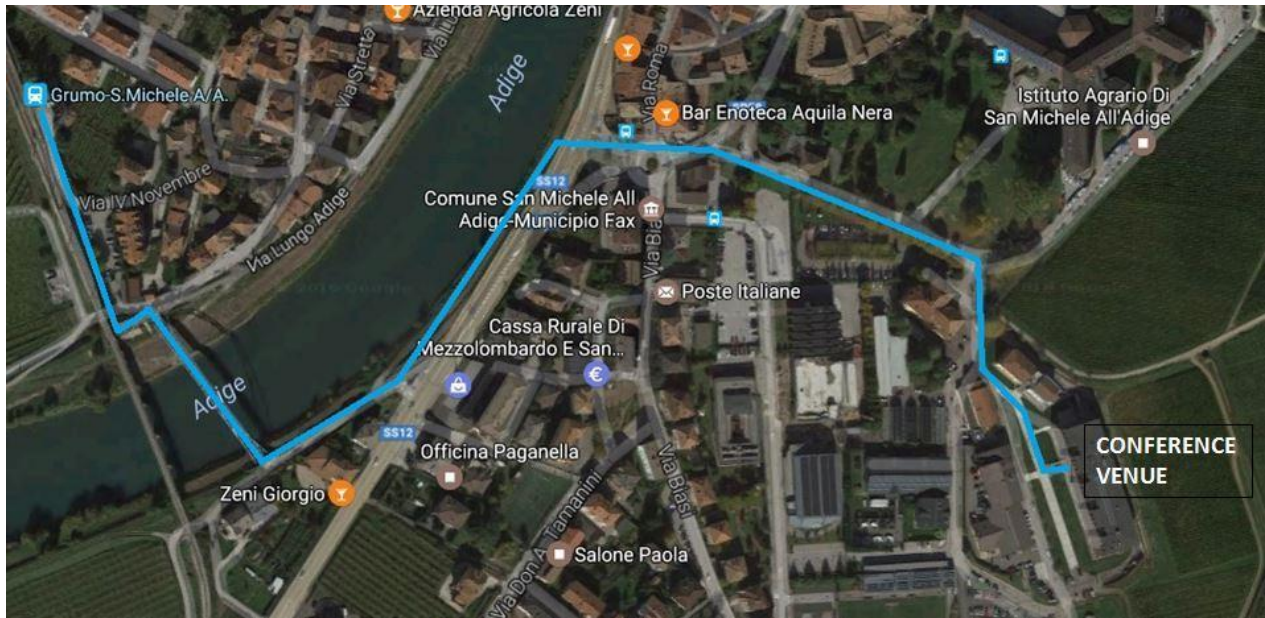 Azienda Agricola Zeni
Grumo-S.Michele A/A.
Via Stretta
Adige
Via Roma
Bar Enoteca Aquila Nera
Istituto Agrario Di
San Michele All'Adige
Via IV Novembre
Via Lungo Adige
SS12
Comune San Michele All
Adige-Municipio Fax
Poste Italiane
Cassa Rurale Di
Mezzolombardo E San...
Adige
SS12
Officina Paganella
Zeni Giorgio
Via Biasi
Via Don A. Tamanini
Salone Paola
CONFERENCE
VENUE